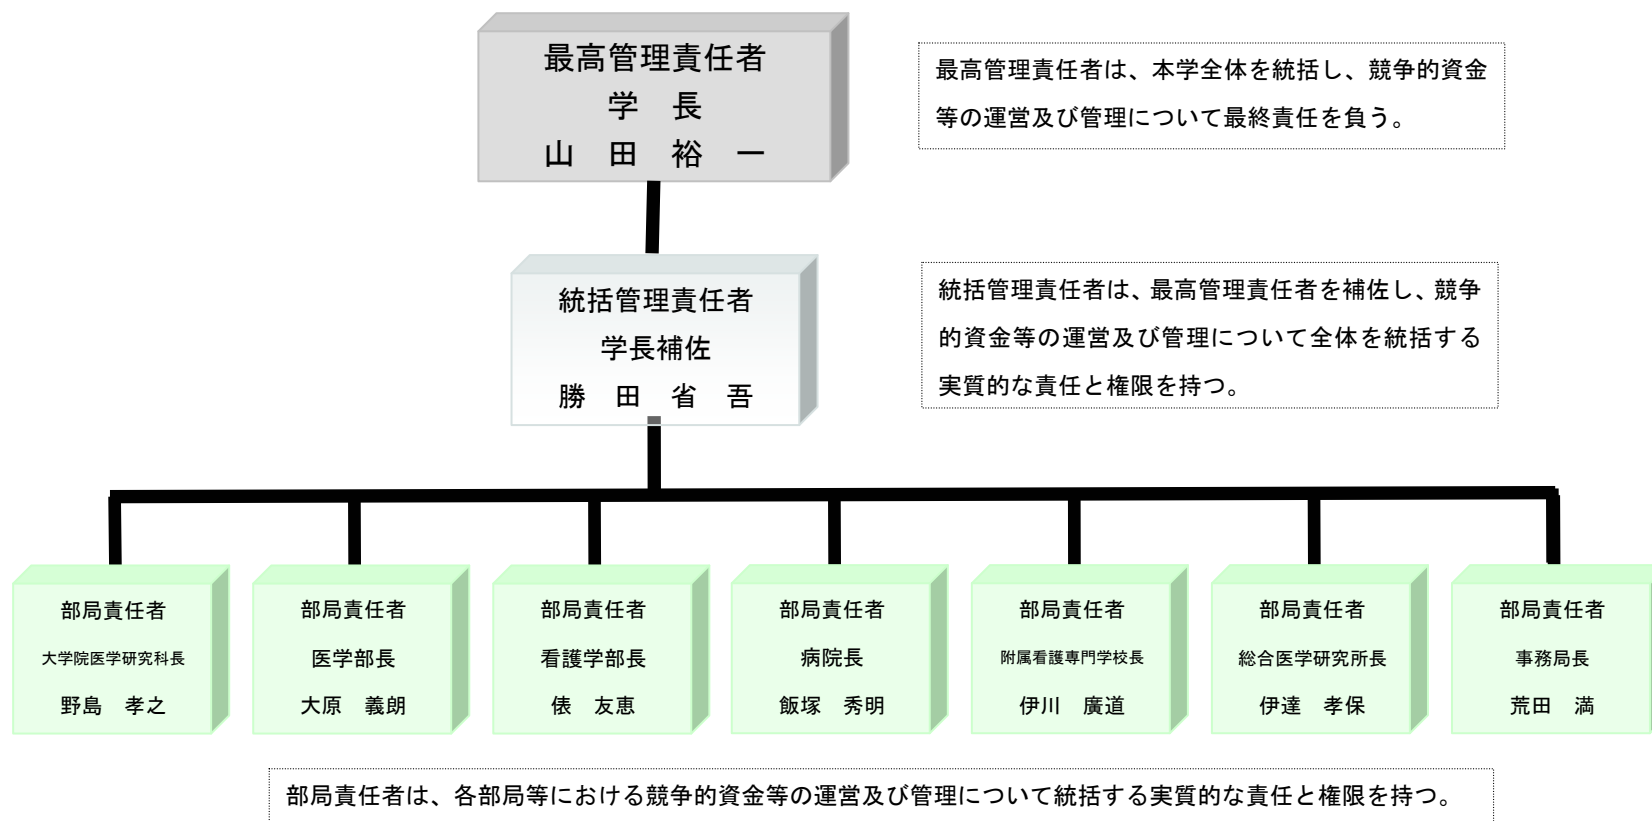 最高管理責任者
学　長
山　田　裕　一
最高管理責任者は、本学全体を統括し、競争的資金
等の運営及び管理について最終責任を負う。
統括管理責任者
学長補佐
勝　田　省　吾
統括管理責任者は、最高管理責任者を補佐し、競争
的資金等の運営及び管理について全体を統括する
実質的な責任と権限を持つ。
部局責任者
大学院医学研究科長
野島　孝之
部局責任者
医学部長
大原　義朗
部局責任者
看護学部長
俵　友恵
部局責任者
病院長
飯塚　秀明
部局責任者
附属看護専門学校長
伊川　廣道
部局責任者
総合医学研究所長
伊達　孝保
部局責任者
事務局長
荒田　満
部局責任者は、各部局等における競争的資金等の運営及び管理について統括する実質的な責任と権限を持つ。